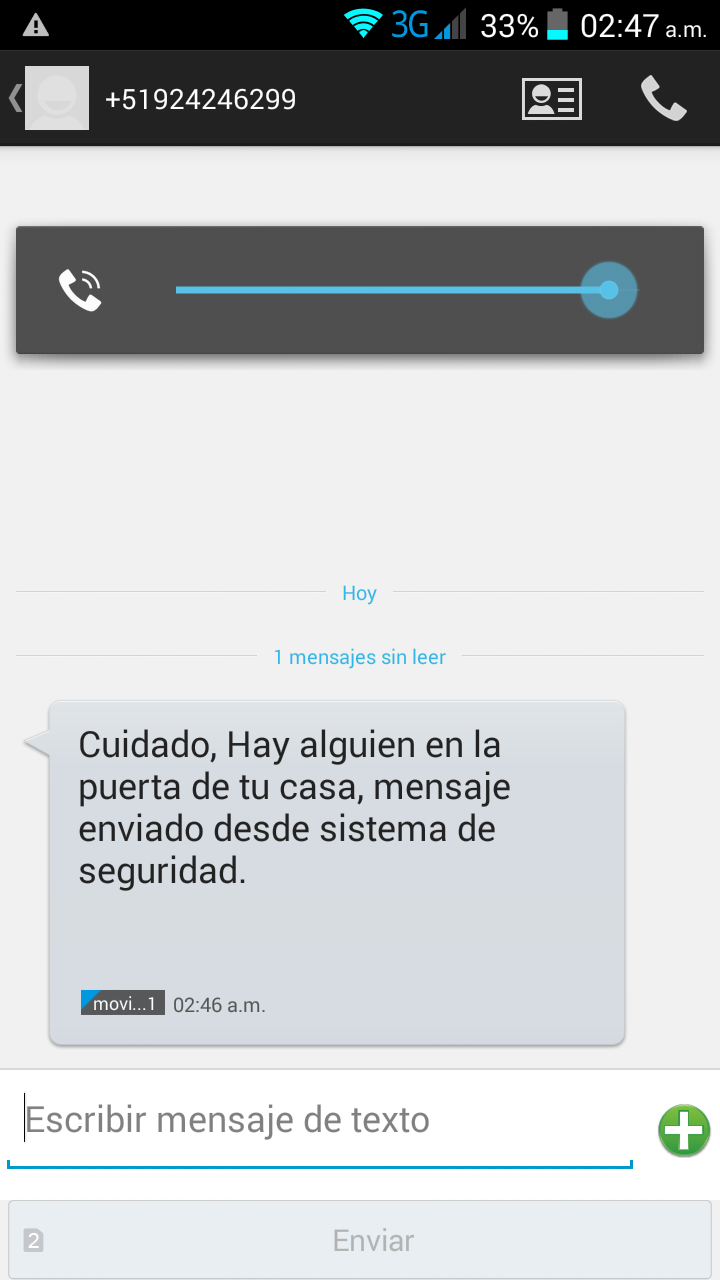 3G 33% 02:47 a.m.
+51924246299
Hoy
1 mensajes sin leer
Cuidado, Hay alguien en la
puerta de tu casa, mensaje
enviado desde sistema de
seguridad.
movi...1 02:46 a.m.
Escribir mensaje de texto
2 Enviar